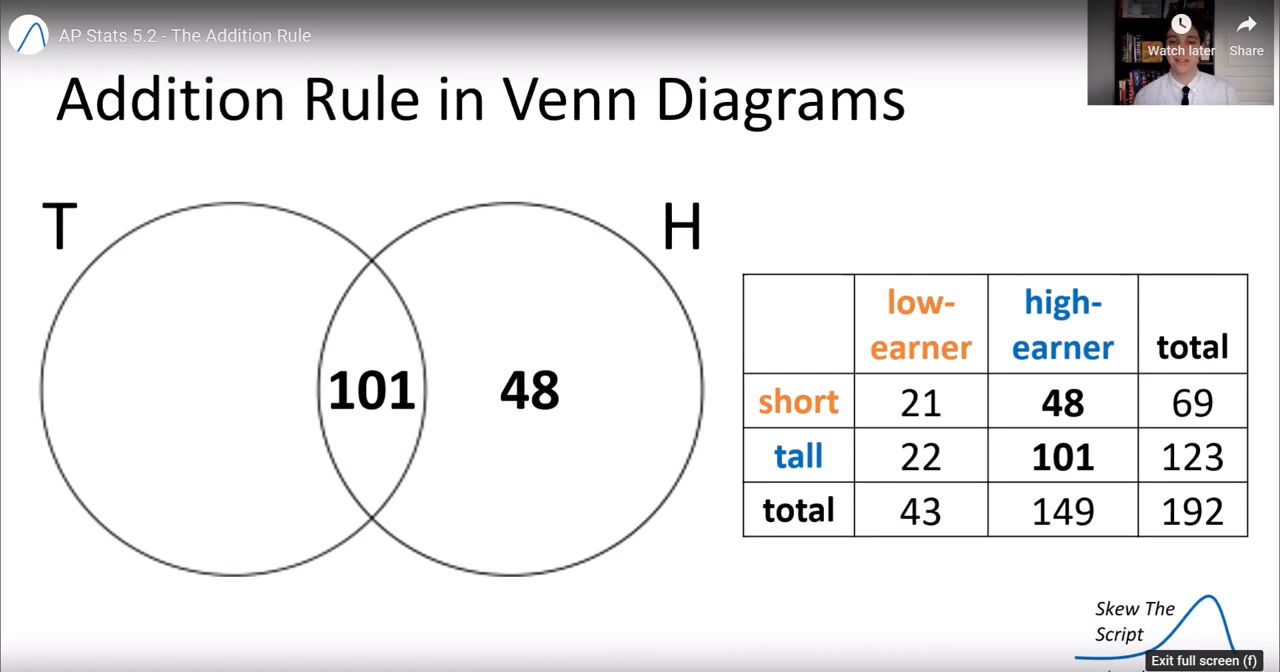 AP Stats 5.2 - The Addition Rule
Watch later
Share
Addition Rule in Venn Diagrams
T
H
101
48
low-
earner
high-
earner
total
short 21 48 69
tall 22 101 123
total 43 149 192
Skew The
Script
Exit full screen (f)